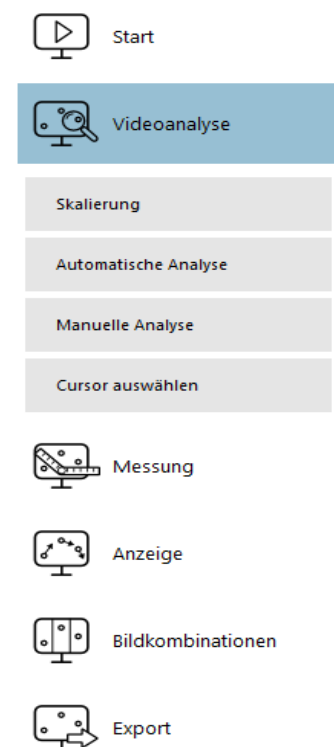 Start
Videoanalyse
Skalierung
Automatische Analyse
Manuelle Analyse
Cursor auswählen
Messung
Anzeige
Bildkombinationen
Export